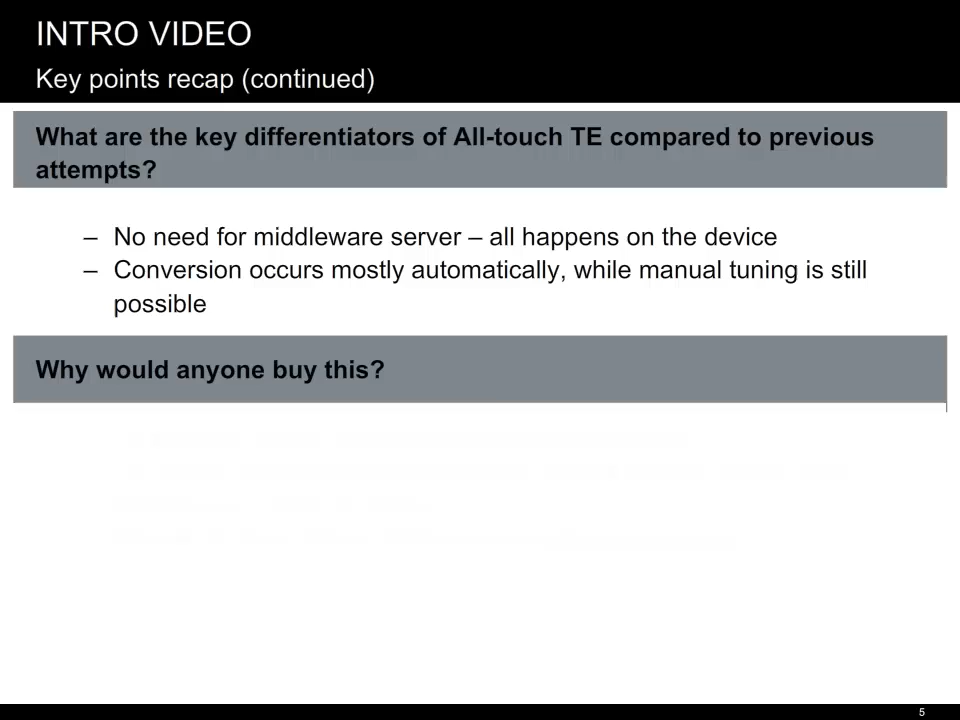 INTRO VIDEO
Key points recap (continued)
What are the key differentiators of All-touch TE compared to previous
attempts?
– No need for middleware server – all happens on the device
– Conversion occurs mostly automatically, while manual tuning is still
possible
Why would anyone buy this?
5